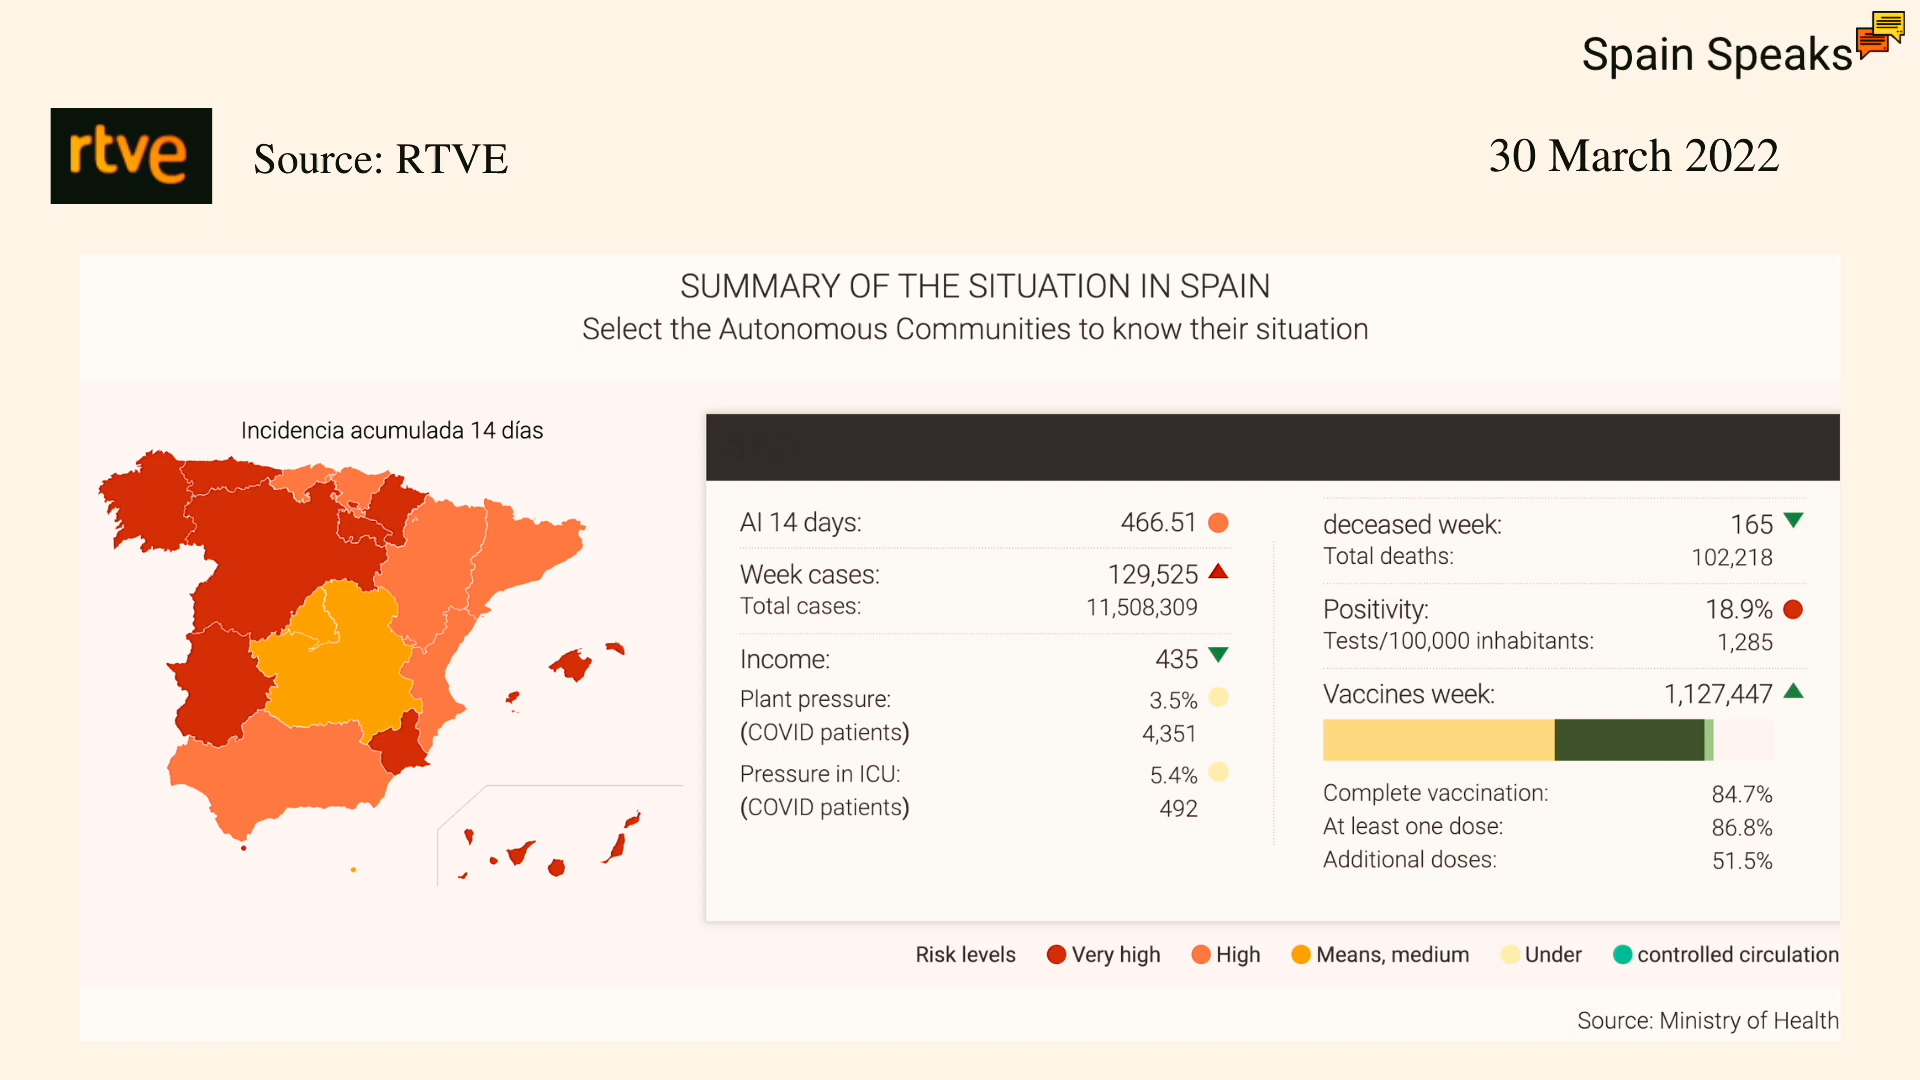 Spain Speaks
rtve
Source: RTVE
30 March 2022
SUMMARY OF THE SITUATION IN SPAIN
Select the Autonomous Communities to know their situation
Incidencia acumulada 14 días
AI 14 days: 466.51
Week cases: 129,525
Total cases: 11,508,309
Income: 435
Plant pressure: 3.5%
(COVID patients) 4,351
Pressure in ICU: 5.4%
(COVID patients) 492
deceased week: 165
Total deaths: 102,218
Positivity: 18.9%
Tests/100,000 inhabitants: 1,285
Vaccines week: 1,127,447
Complete vaccination: 84.7%
At least one dose: 86.8%
Additional doses: 51.5%
Risk levels Very high High Means, medium Under controlled circulation
Source: Ministry of Health